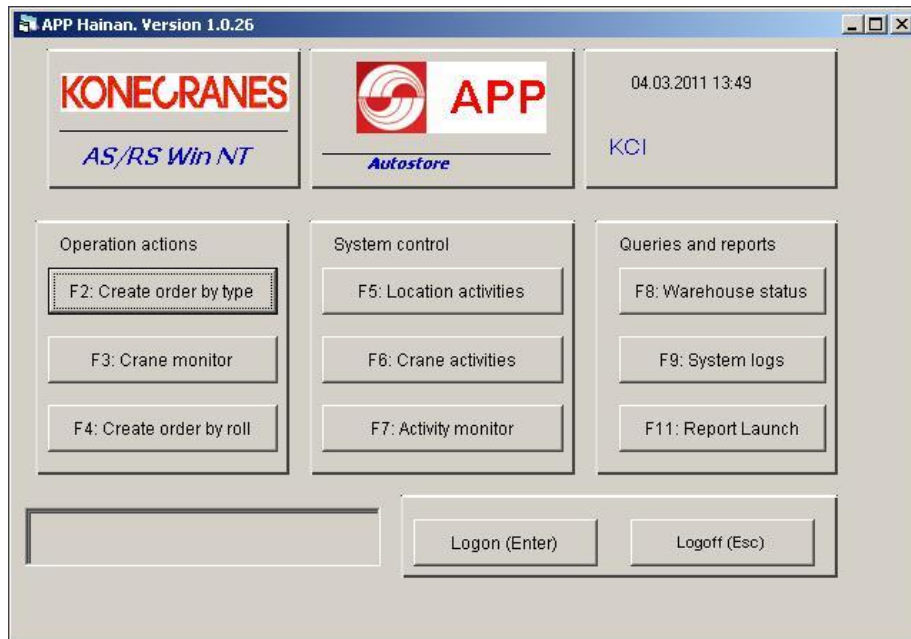 APP Hainan. Version 1.0.26
KONECRANES
AS/RS Win NT
APP
Autostore
04.03.2011 13:49
KCI
Operation actions
F2: Create order by type
F3: Crane monitor
F4: Create order by roll
System control
F5: Location activities
F6: Crane activities
F7: Activity monitor
Queries and reports
F8: Warehouse status
F9: System logs
F11: Report Launch
Logon (Enter)
Logoff (Esc)